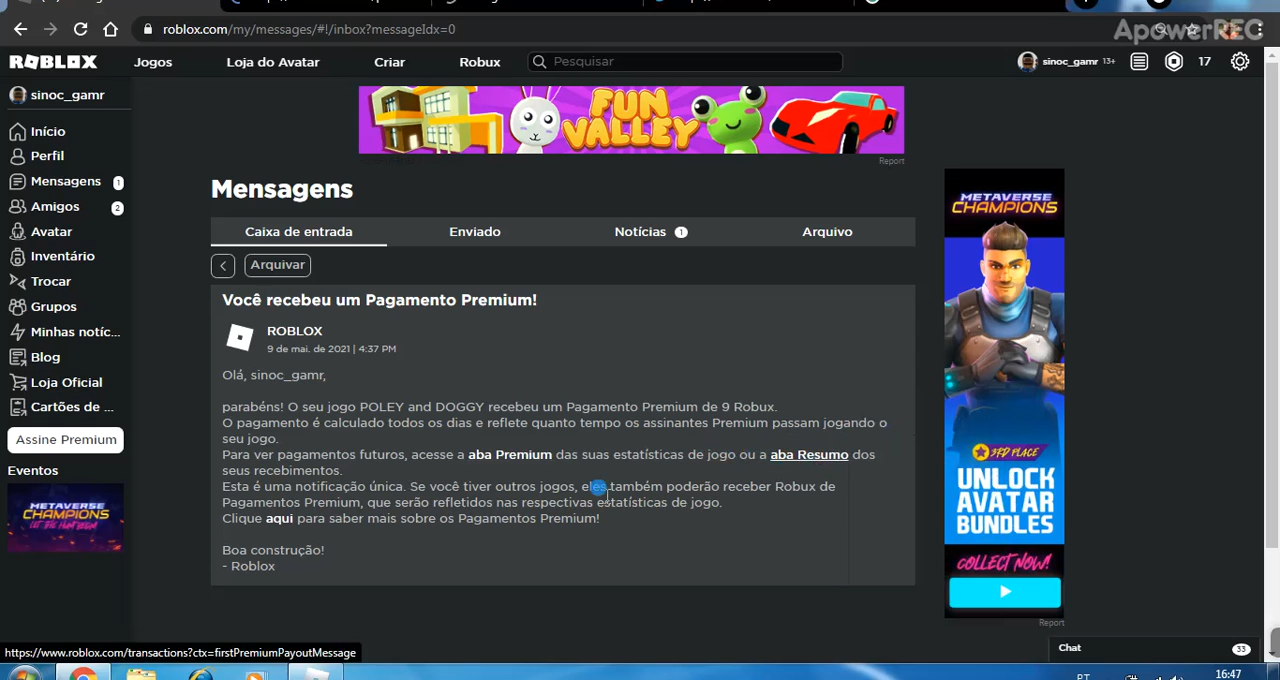 roblox.com/my/messages/#!/inbox?messageIdx=0
ApowerREC
ROBLOX
Jogos
Loja do Avatar
Criar
Robux
Pesquisar
sinoc_gamr 13+
17
sinoc_gamr
Início
Perfil
Mensagens 1
Amigos 2
Avatar
Inventário
Trocar
Grupos
Minhas notíc...
Blog
Loja Oficial
Cartões de ...
Assine Premium
Eventos
METAVERSE
CHAMPIONS
FUN
VALLEY
Report
Mensagens
Caixa de entrada
Enviado
Notícias 1
Arquivo
Arquivar
Você recebeu um Pagamento Premium!
ROBLOX
9 de mai. de 2021 | 4:37 PM
Olá, sinoc_gamr,
parabéns! O seu jogo POLEY and DOGGY recebeu um Pagamento Premium de 9 Robux.
O pagamento é calculado todos os dias e reflete quanto tempo os assinantes Premium passam jogando o
seu jogo.
Para ver pagamentos futuros, acesse a aba Premium das suas estatísticas de jogo ou a aba Resumo dos
seus recebimentos.
Esta é uma notificação única. Se você tiver outros jogos, eles também poderão receber Robux de
Pagamentos Premium, que serão refletidos nas respectivas estatísticas de jogo.
Clique aqui para saber mais sobre os Pagamentos Premium!
Boa construção!
- Roblox
METAVERSE
CHAMPIONS
3RD PLACE
UNLOCK
AVATAR
BUNDLES
COLLECT NOW!
Report
Chat 33
https://www.roblox.com/transactions?ctx=firstPremiumPayoutMessage
PT
16:47